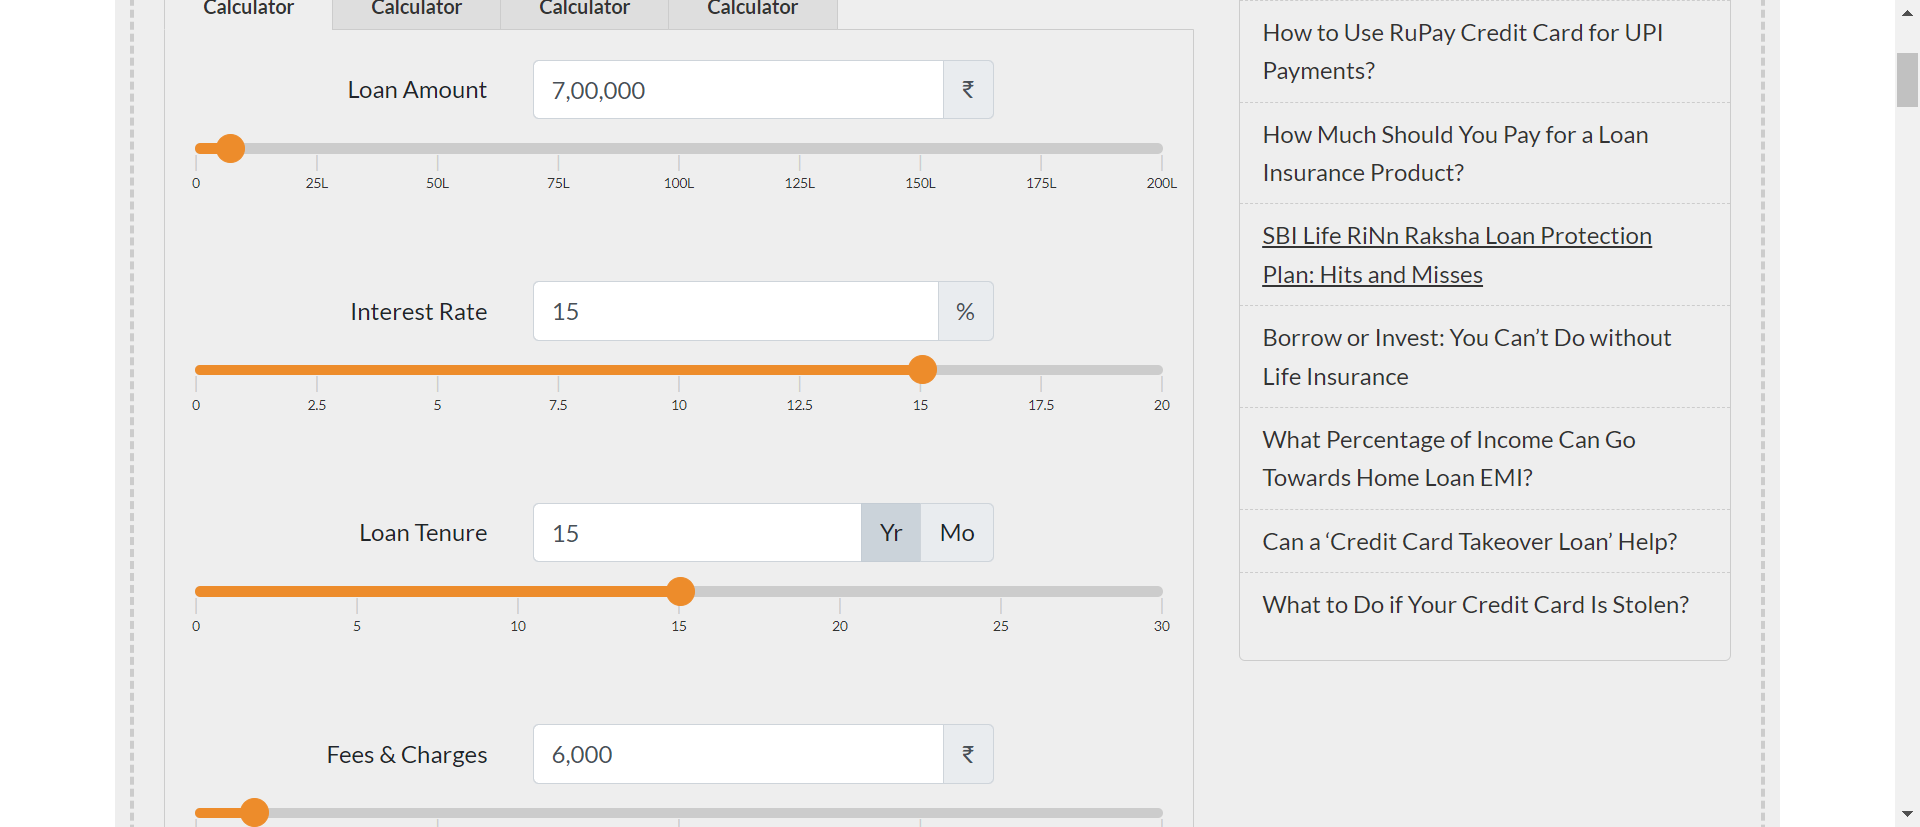 Calculator Calculator Calculator Calculator
Loan Amount 7,00,000 ₹
0 25L 50L 75L 100L 125L 150L 175L 200L
Interest Rate 15 %
0 2.5 5 7.5 10 12.5 15 17.5 20
Loan Tenure 15 Yr Mo
0 5 10 15 20 25 30
Fees & Charges 6,000 ₹
How to Use RuPay Credit Card for UPI
Payments?
How Much Should You Pay for a Loan
Insurance Product?
SBI Life RiNn Raksha Loan Protection
Plan: Hits and Misses
Borrow or Invest: You Can’t Do without
Life Insurance
What Percentage of Income Can Go
Towards Home Loan EMI?
Can a ‘Credit Card Takeover Loan’ Help?
What to Do if Your Credit Card Is Stolen?